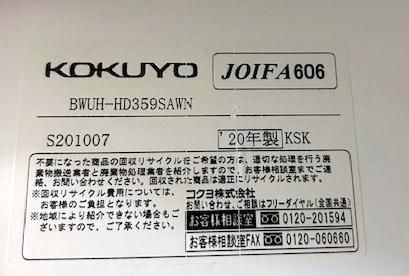 KOKUYO JOIFA606
BWUH-HD359SAWN
S201007 '20年製 KSK
不要になった商品の回収リサイクルをご希望の方は、適切な処理を行う廃
棄物搬送業者と廃棄物処理業者を紹介しますので、お客様相談室までご連
絡、お問い合わせください。回収された商品は適正にリサイクルされます。
※回収リサイクル費用については、
お客様のご負担となります。
※地域により紹介できない場合もご
ざいますので、ご了承ください。
コクヨ株式会社
お問い合わせ、ご相談はフリーダイヤル(全国共通)
お客様相談室 0120-201594
お客様相談室FAX 0120-060660